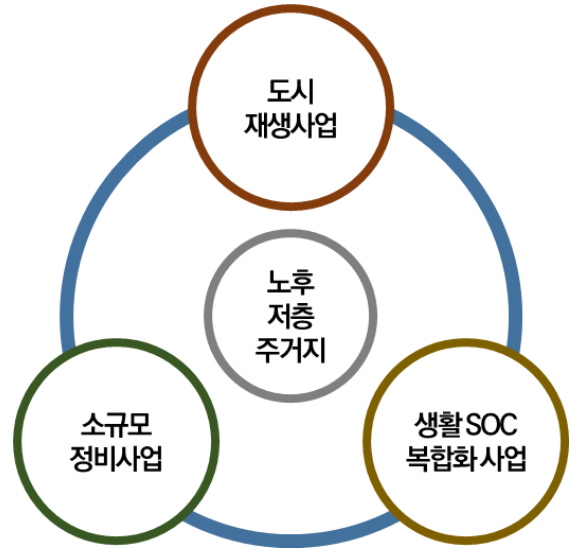 도시
재생사업
노후
저층
주거지
소규모
정비사업
생활 SOC
복합화 사업